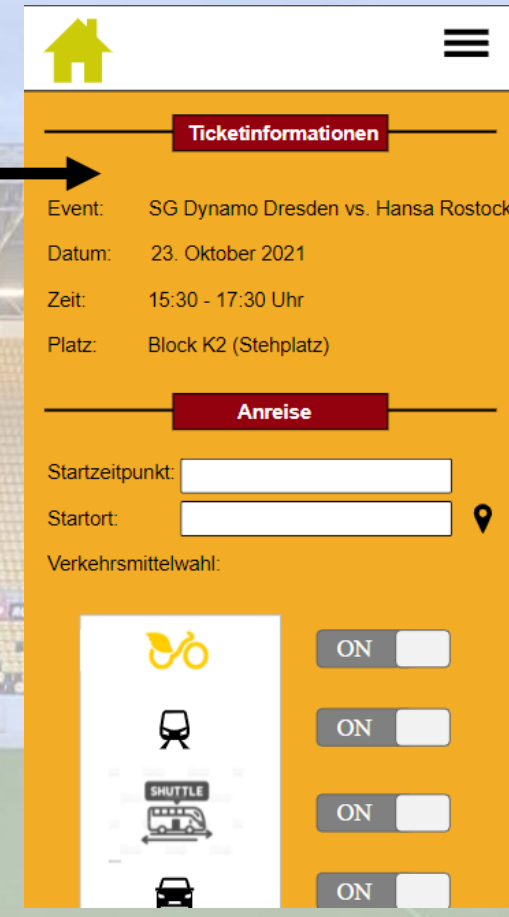 Ticketinformationen
Event: SG Dynamo Dresden vs. Hansa Rostock
Datum: 23. Oktober 2021
Zeit: 15:30 - 17:30 Uhr
Platz: Block K2 (Stehplatz)
Anreise
Startzeitpunkt:
Startort:
Verkehrsmittelwahl:
ON
ON
SHUTTLE
ON
ON